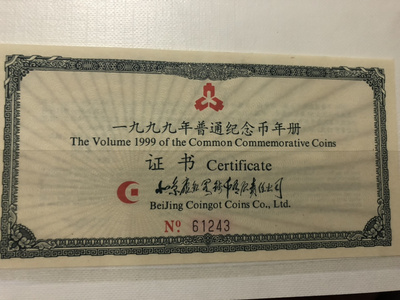 一九九九年普通纪念币年册
The Volume 1999 of the Common Commemorative Coins
证书 Certificate
BeiJing Coingot Coins Co., Ltd.
Nº 61243